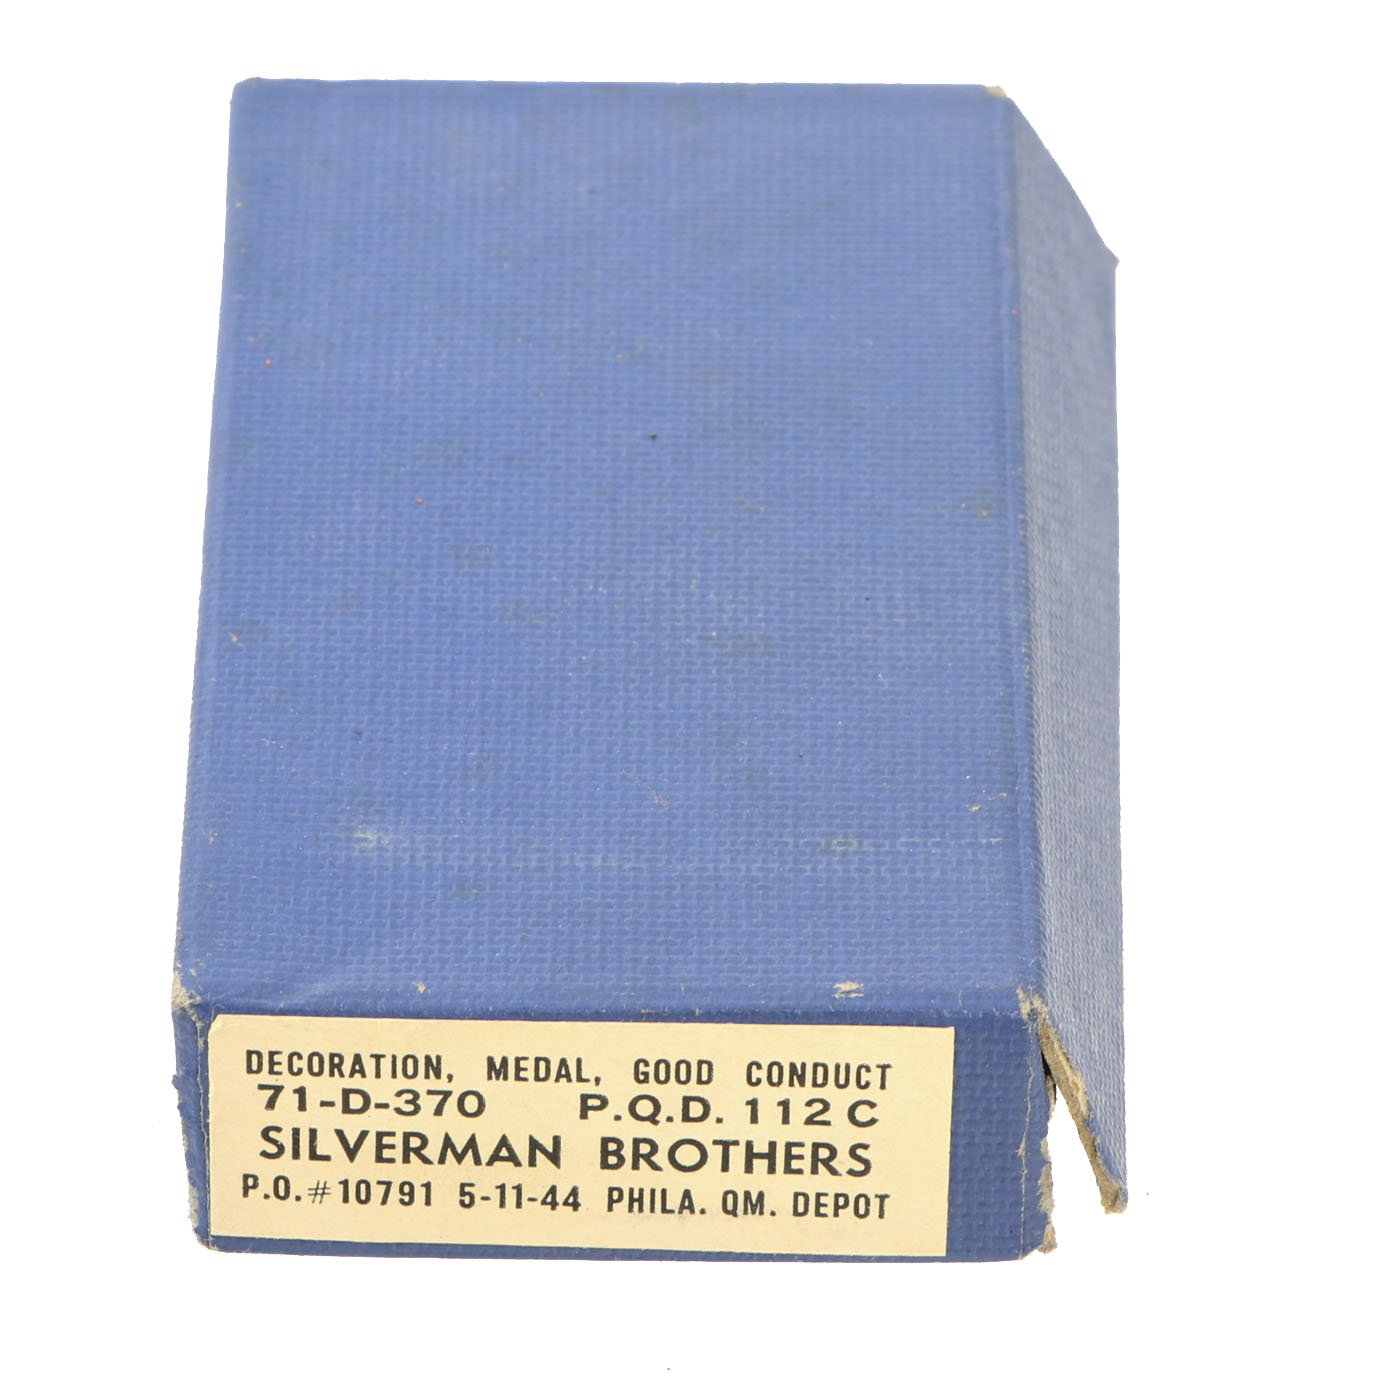 DECORATION, MEDAL, GOOD CONDUCT
71-D-370 P.Q.D. 112 C
SILVERMAN BROTHERS
P.O.#10791 5-11-44 PHILA. QM. DEPOT